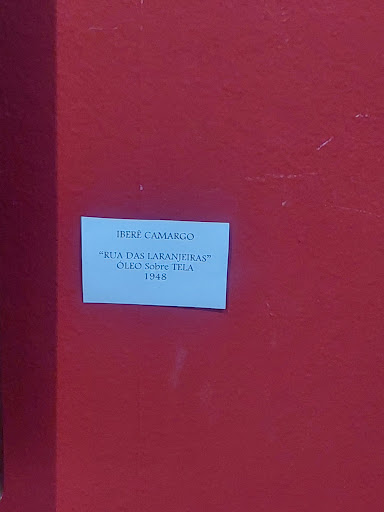 IBERÊ CAMARGO
“RUA DAS LARANJEIRAS”
ÓLEO Sobre TELA
1948